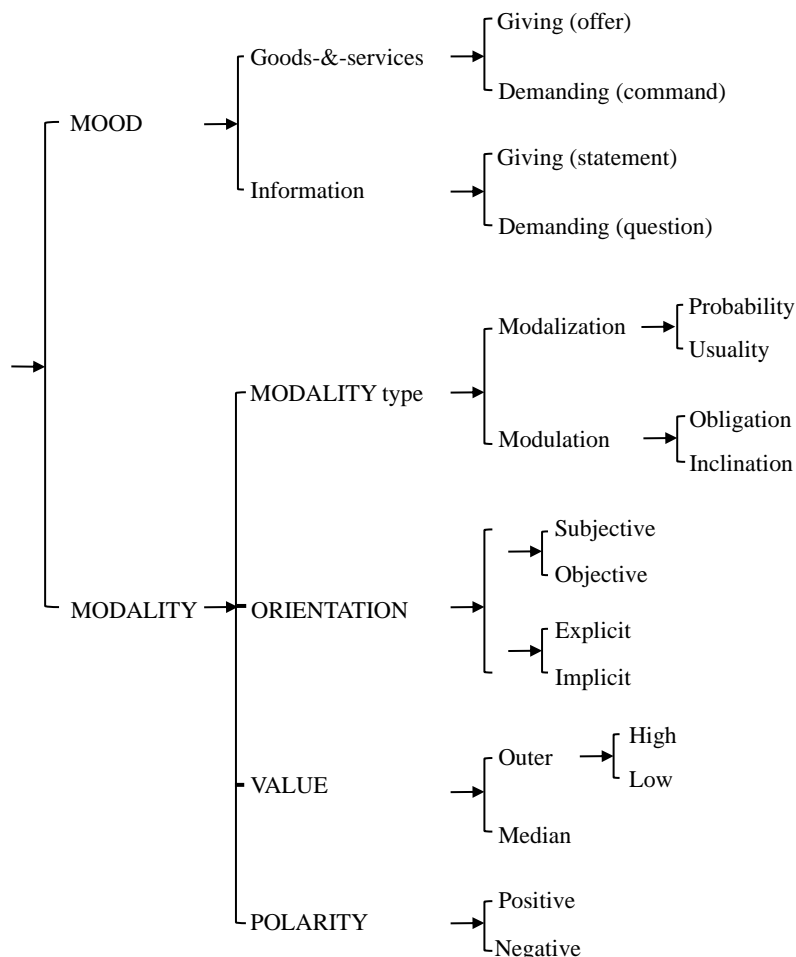 Giving (offer)
Goods-&-services
Demanding (command)
MOOD
Giving (statement)
Information
Demanding (question)
Probability
Modalization
Usuality
MODALITY type
Obligation
Modulation
Inclination
Subjective
Objective
MODALITY
ORIENTATION
Explicit
Implicit
High
Outer
Low
VALUE
Median
Positive
POLARITY
Negative